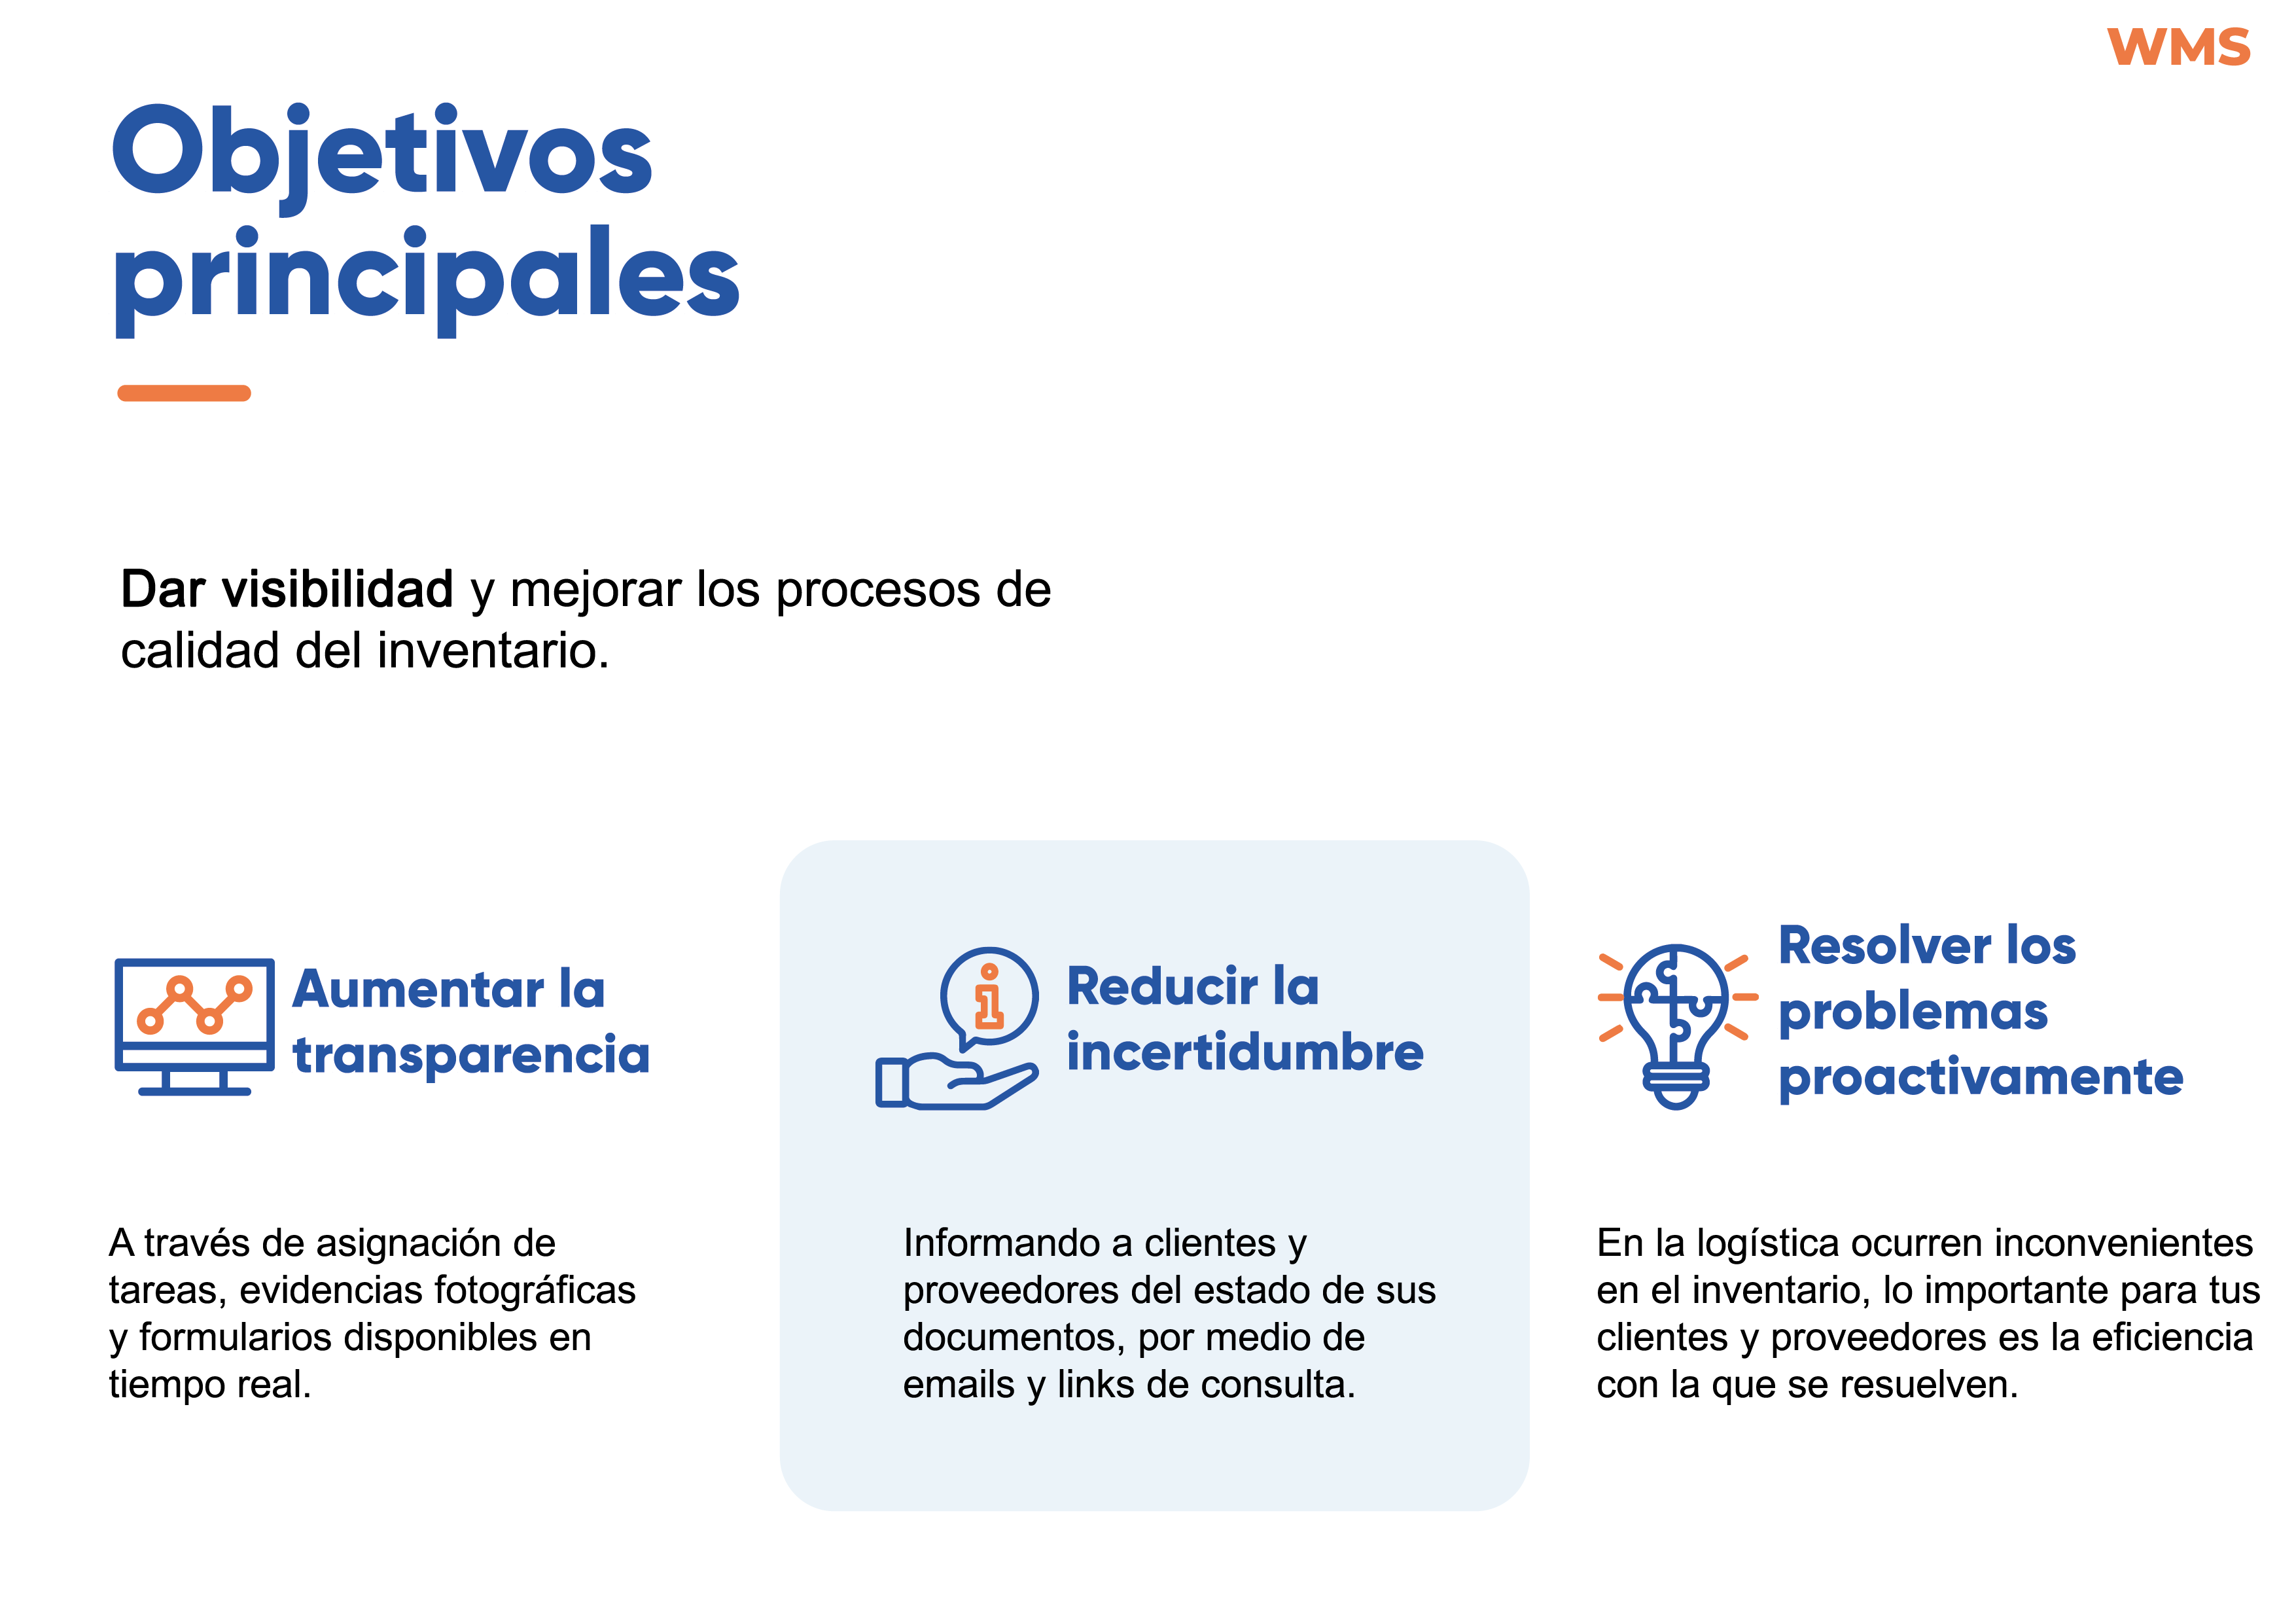 WMS
Objetivos
principales
Dar visibilidad y mejorar los procesos de
calidad del inventario.
Aumentar la
transparencia
A través de asignación de
tareas, evidencias fotográficas
y formularios disponibles en
tiempo real.
Reducir la
incertidumbre
Informando a clientes y
proveedores del estado de sus
documentos, por medio de
emails y links de consulta.
Resolver los
problemas
proactivamente
En la logística ocurren inconvenientes
en el inventario, lo importante para tus
clientes y proveedores es la eficiencia
con la que se resuelven.